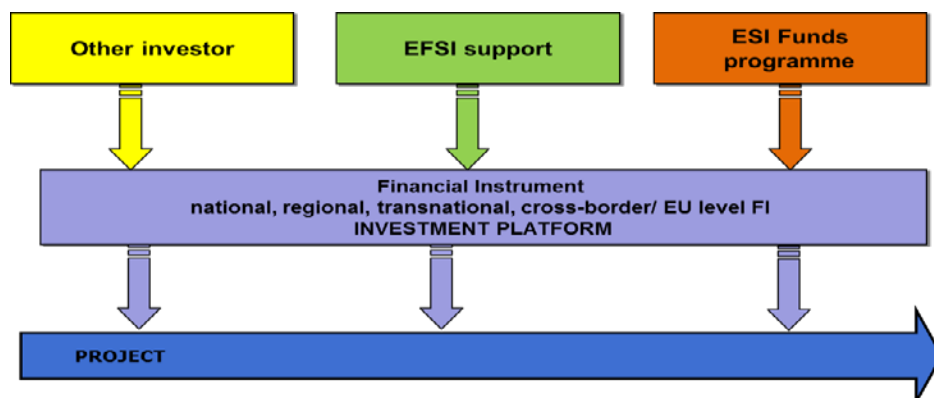 Other investor
EFSI support
ESI Funds
programme
Financial Instrument
national, regional, transnational, cross-border/ EU level FI
INVESTMENT PLATFORM
PROJECT